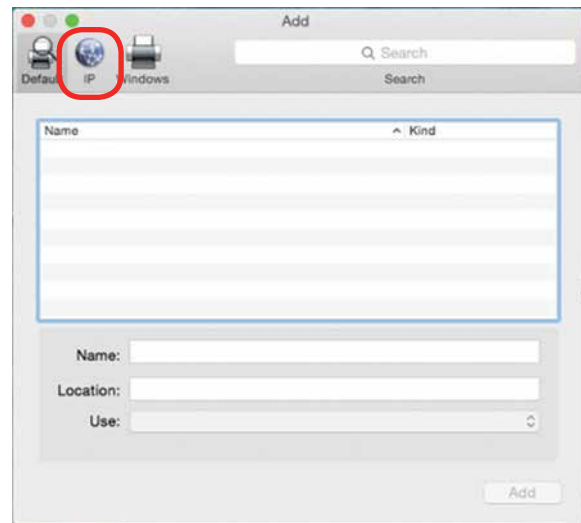 Add
Search
Default IP Windows Search
Name Kind
Name:
Location:
Use:
Add